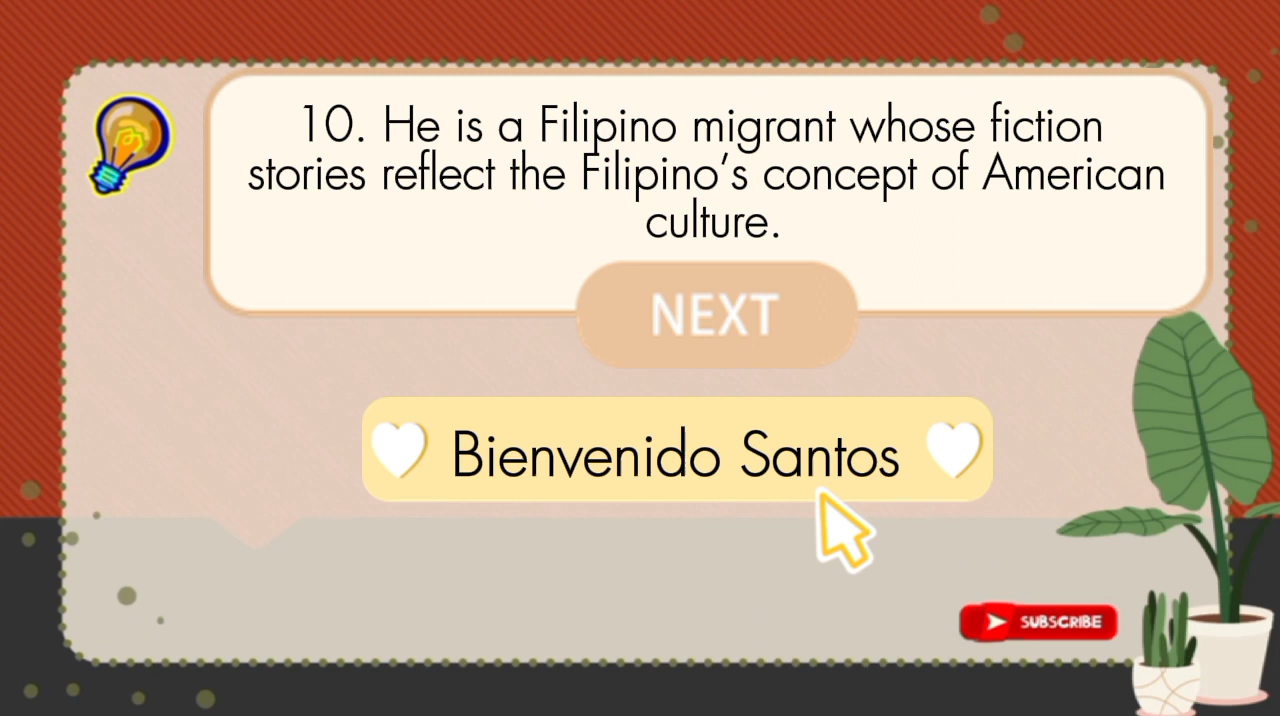 10. He is a Filipino migrant whose fiction
stories reflect the Filipino’s concept of American
culture.
NEXT
Bienvenido Santos
SUBSCRIBE